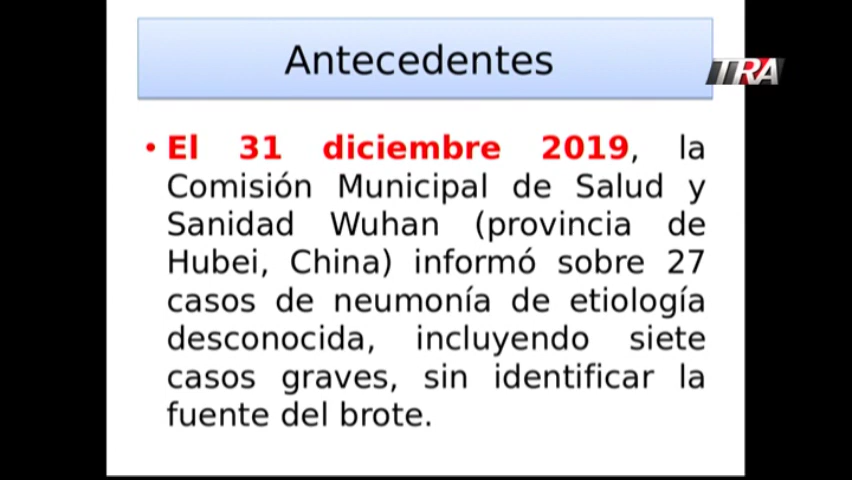 Antecedentes
TRA
• El 31 diciembre 2019, la
Comisión Municipal de Salud y
Sanidad Wuhan (provincia de
Hubei, China) informó sobre 27
casos de neumonía de etiología
desconocida, incluyendo siete
casos graves, sin identificar la
fuente del brote.